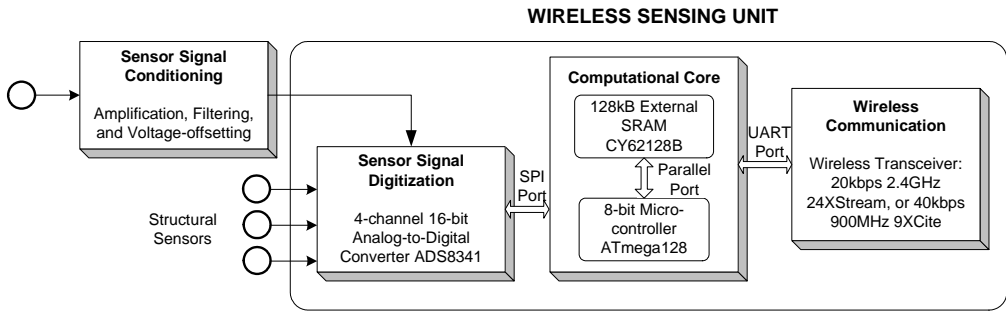 WIRELESS SENSING UNIT
Sensor Signal
Conditioning
Amplification, Filtering,
and Voltage-offsetting
Structural
Sensors
Sensor Signal
Digitization
4-channel 16-bit
Analog-to-Digital
Converter ADS8341
SPI
Port
Computational Core
128kB External
SRAM
CY62128B
Parallel
Port
8-bit Micro-
controller
ATmega128
UART
Port
Wireless
Communication
Wireless Transceiver:
20kbps 2.4GHz
24XStream, or 40kbps
900MHz 9XCite